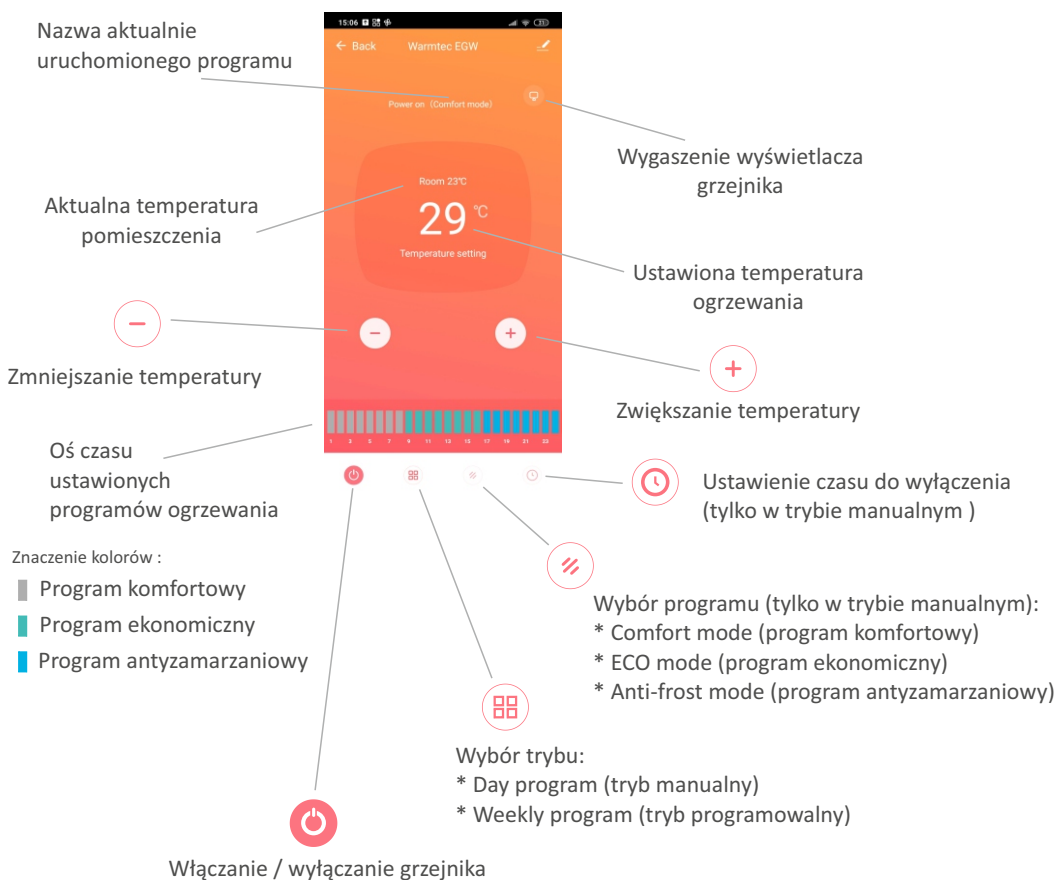 Nazwa aktualnie
uruchomionego programu
15:06
31
Back
Warmtec EGW
Power on (Comfort mode)
Wygaszenie wyświetlacza
grzejnika
Room 23℃
29 ℃
Temperature setting
Aktualna temperatura
pomieszczenia
Ustawiona temperatura
ogrzewania
Zmniejszanie temperatury
Zwiększanie temperatury
1 3 5 7 9 11 13 15 17 19 21 23
Oś czasu
ustawionych
programów ogrzewania
Ustawienie czasu do wyłączenia
(tylko w trybie manualnym )
Znaczenie kolorów :
Program komfortowy
Program ekonomiczny
Program antyzamarzaniowy
Wybór programu (tylko w trybie manualnym):
* Comfort mode (program komfortowy)
* ECO mode (program ekonomiczny)
* Anti-frost mode (program antyzamarzaniowy)
Wybór trybu:
* Day program (tryb manualny)
* Weekly program (tryb programowalny)
Włączanie / wyłączanie grzejnika